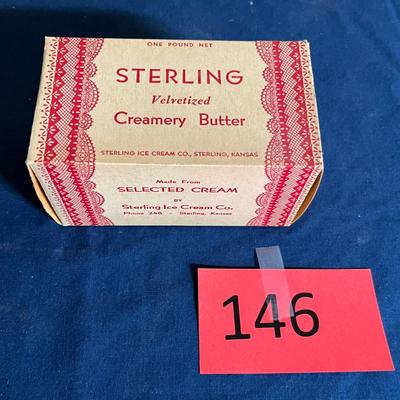 ONE POUND NET
STERLING
Velvetized
Creamery Butter
STERLING ICE CREAM CO., STERLING, KANSAS
Made From
SELECTED CREAM
BY
Sterling Ice Cream Co.
Phone 248 - Sterling, Kansas
146